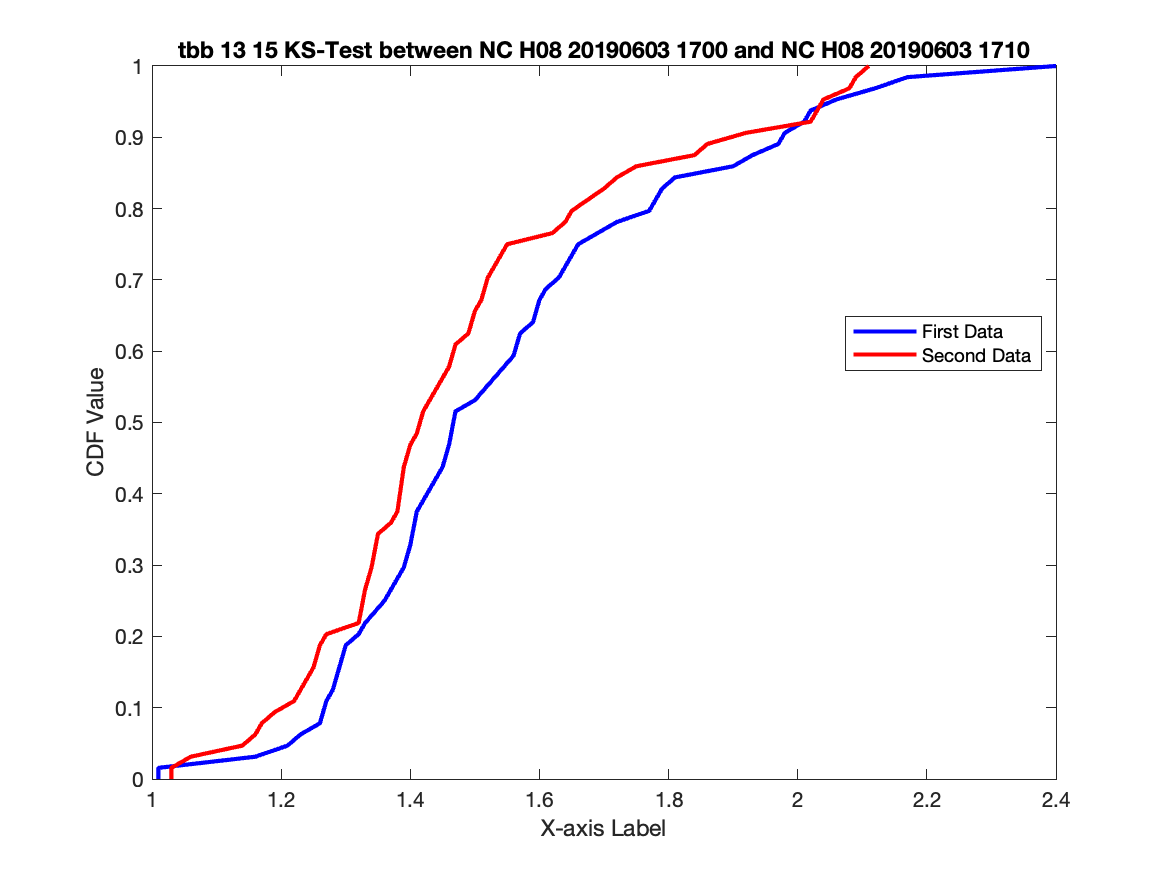 tbb 13 15 KS-Test between NC H08 20190603 1700 and NC H08 20190603 1710
1
0.9
0.8
0.7
0.6
0.5
0.4
0.3
0.2
0.1
0
CDF Value
First Data
Second Data
1 1.2 1.4 1.6 1.8 2 2.2 2.4
X-axis Label